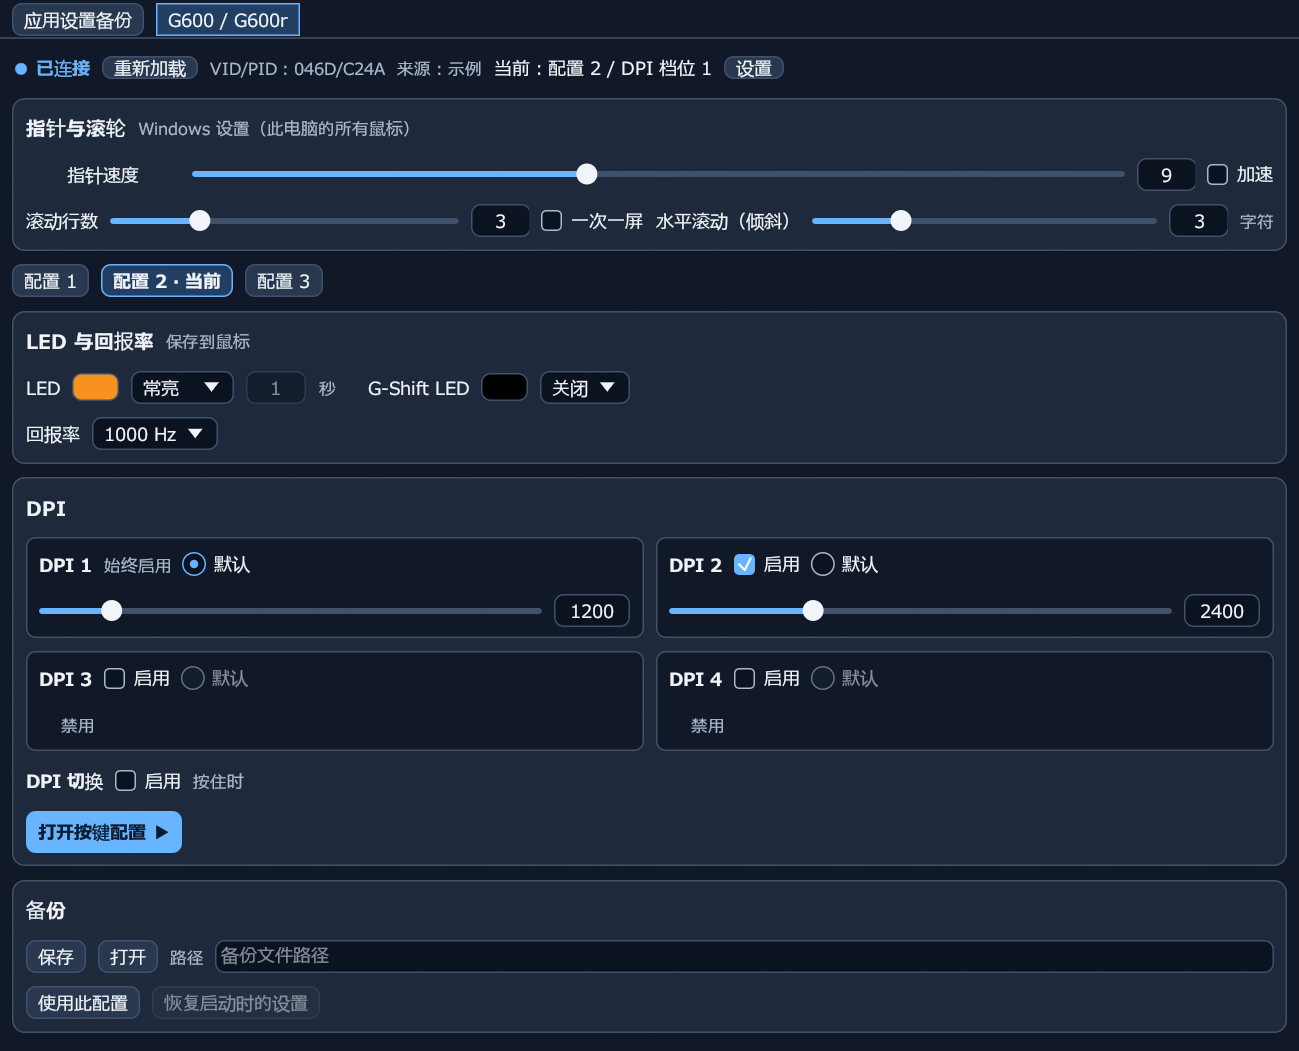 应用设置备份 G600 / G600r
已连接 重新加载 VID/PID：046D/C24A 来源：示例 当前：配置 2 / DPI 档位 1 设置
指针与滚轮 Windows 设置（此电脑的所有鼠标）
指针速度 9 加速
滚动行数 3 一次一屏 水平滚动（倾斜） 3 字符
配置 1 配置 2 · 当前 配置 3
LED 与回报率 保存到鼠标
LED 常亮 1 秒 G-Shift LED 关闭
回报率 1000 Hz
DPI
DPI 1 始终启用 默认
1200
DPI 2 启用 默认
2400
DPI 3 启用 默认
禁用
DPI 4 启用 默认
禁用
DPI 切换 启用 按住时
打开按键配置 ▶
备份
保存 打开 路径 备份文件路径
使用此配置 恢复启动时的设置